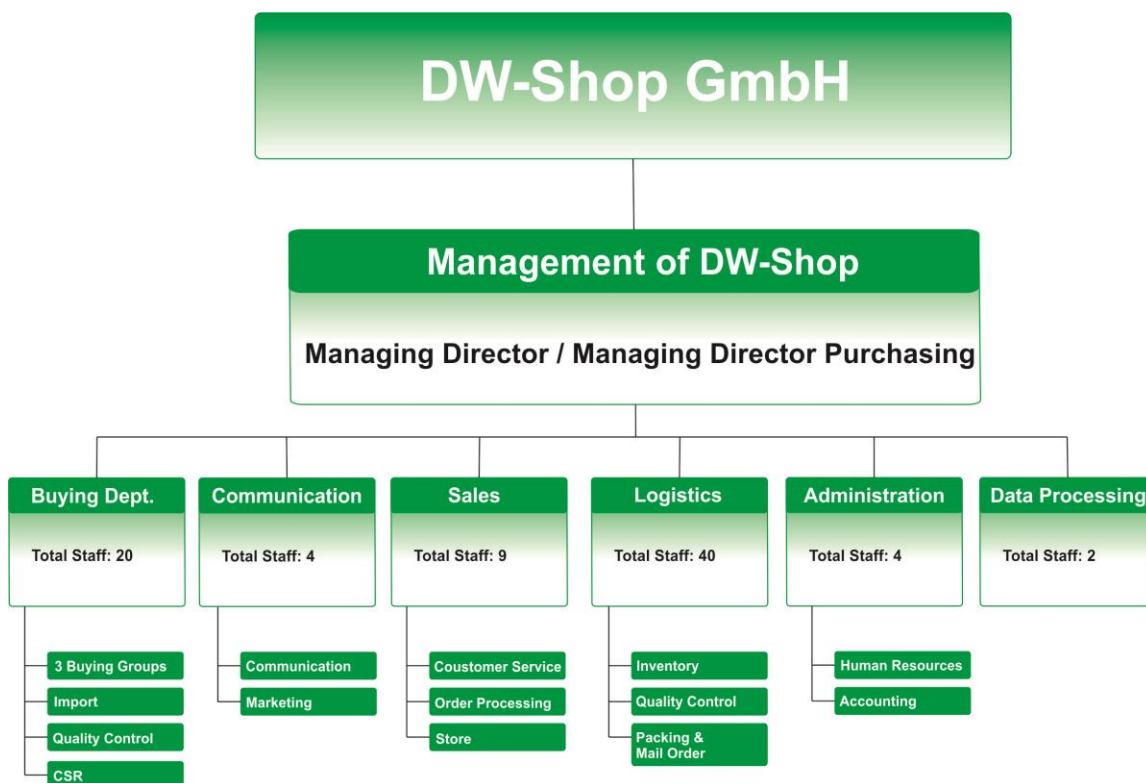 DW-Shop GmbH
Management of DW-Shop
Managing Director / Managing Director Purchasing
Buying Dept.
Total Staff: 20
3 Buying Groups
Import
Quality Control
CSR
Communication
Total Staff: 4
Communication
Marketing
Sales
Total Staff: 9
Coustomer Service
Order Processing
Store
Logistics
Total Staff: 40
Inventory
Quality Control
Packing &
Mail Order
Administration
Total Staff: 4
Human Resources
Accounting
Data Processing
Total Staff: 2